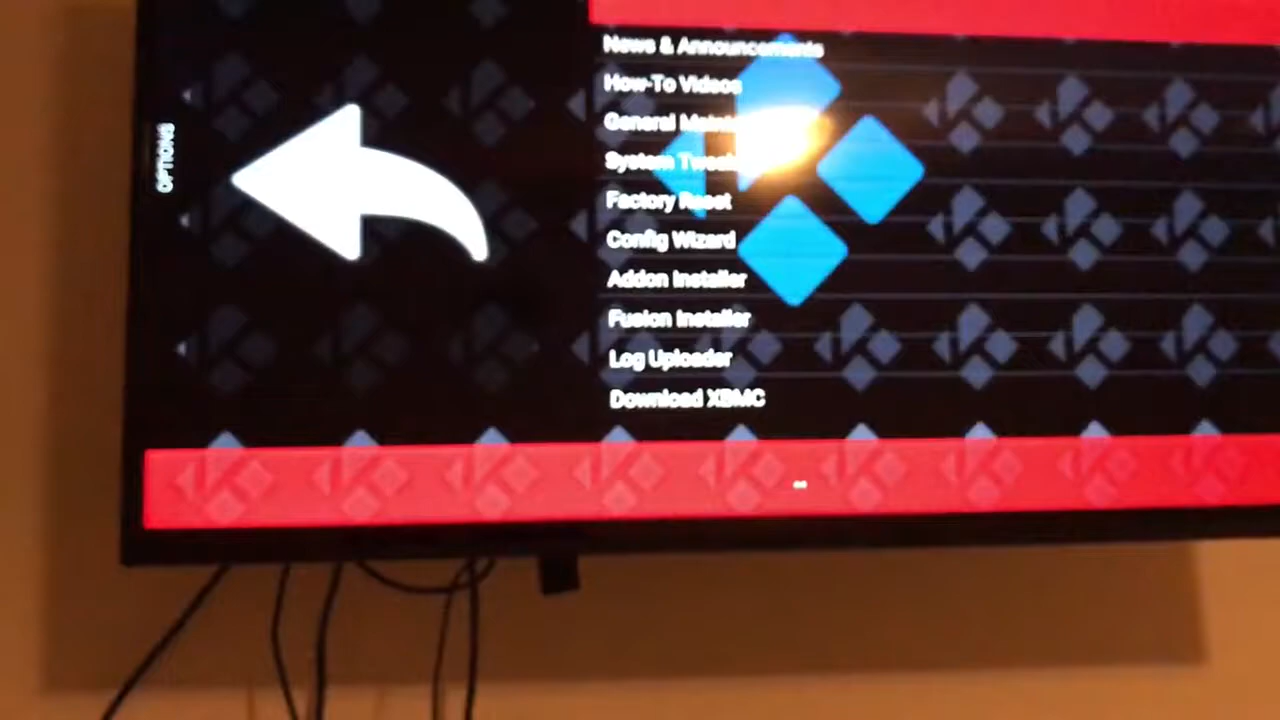 OPTIONS
News & Announcements
How-To Videos
General
System
Factory Reset
Config Wizard
Addon Installer
Fusion Installer
Log Uploader
Download XBMC
..